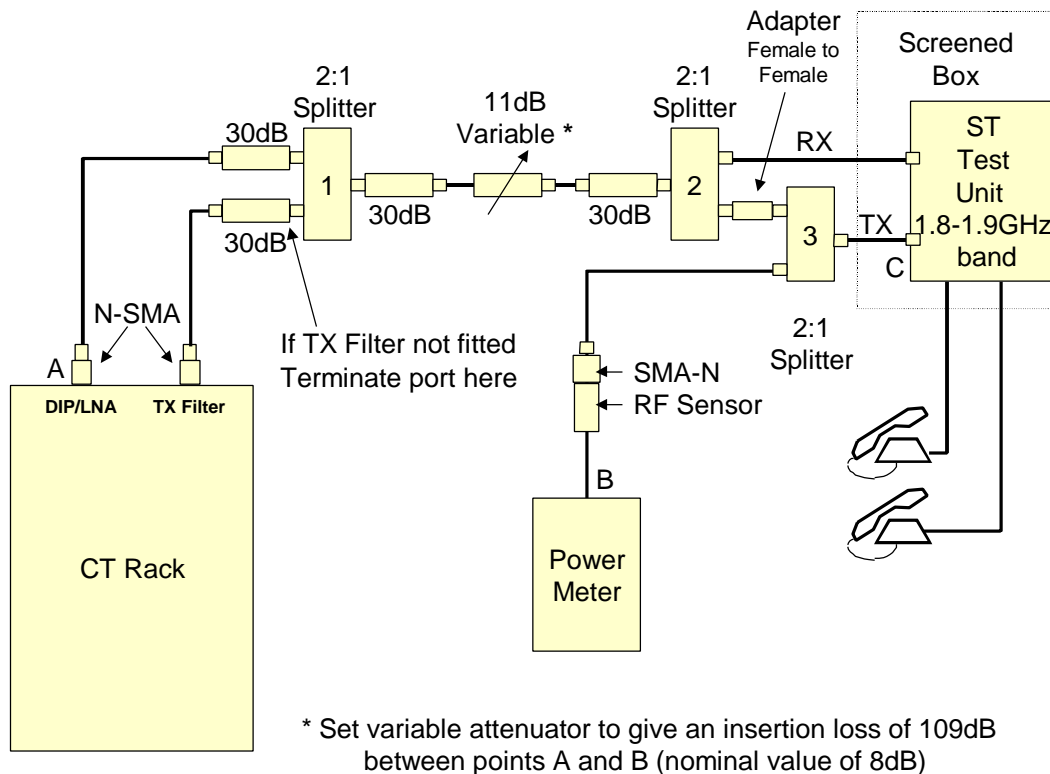 Adapter
Female to
Female
Screened
Box
2:1
Splitter
11dB
Variable *
2:1
Splitter
30dB
1
30dB
30dB
30dB
2
RX
ST
Test
Unit
1.8-1.9GHz
band
3
TX
C
N-SMA
If TX Filter not fitted
Terminate port here
2:1
Splitter
A
DIP/LNA
TX Filter
SMA-N
RF Sensor
B
CT Rack
Power
Meter
* Set variable attenuator to give an insertion loss of 109dB
between points A and B (nominal value of 8dB)